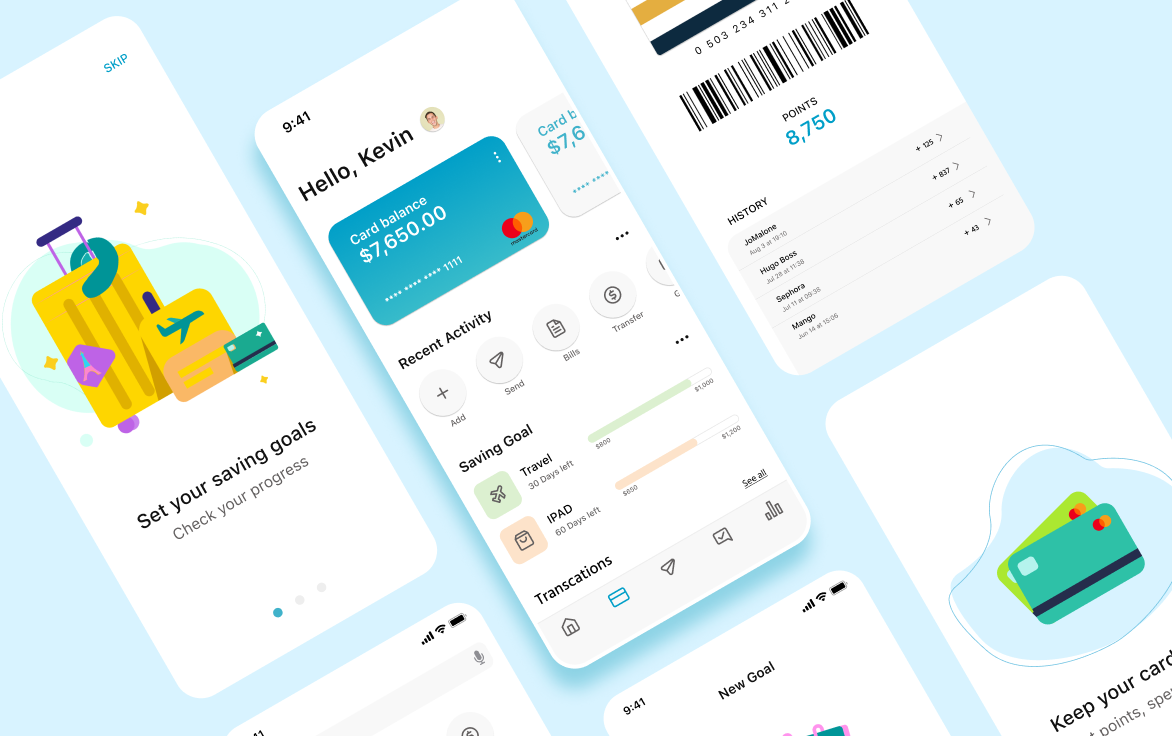 SKIP
Set your saving goals
Check your progress
9:41
Hello, Kevin
Card balance
$7,650.00
**** **** **** 1111
mastercard
Card b
$7,6
**** ****
Recent Activity
Add
Send
Bills
Transfer
Saving Goal
Travel
30 Days left
$800
$1,000
IPAD
60 Days left
$650
$1,200
Transcations
See all
0 503 234 311 2
POINTS
8,750
HISTORY
JoMalone
Aug 3 at 19:10
+ 125
Hugo Boss
Jul 28 at 11:38
+ 837
Sephora
Jul 11 at 09:38
+ 65
Mango
Jun 14 at 15:06
+ 43
9:41
New Goal
Keep your card
points, spe